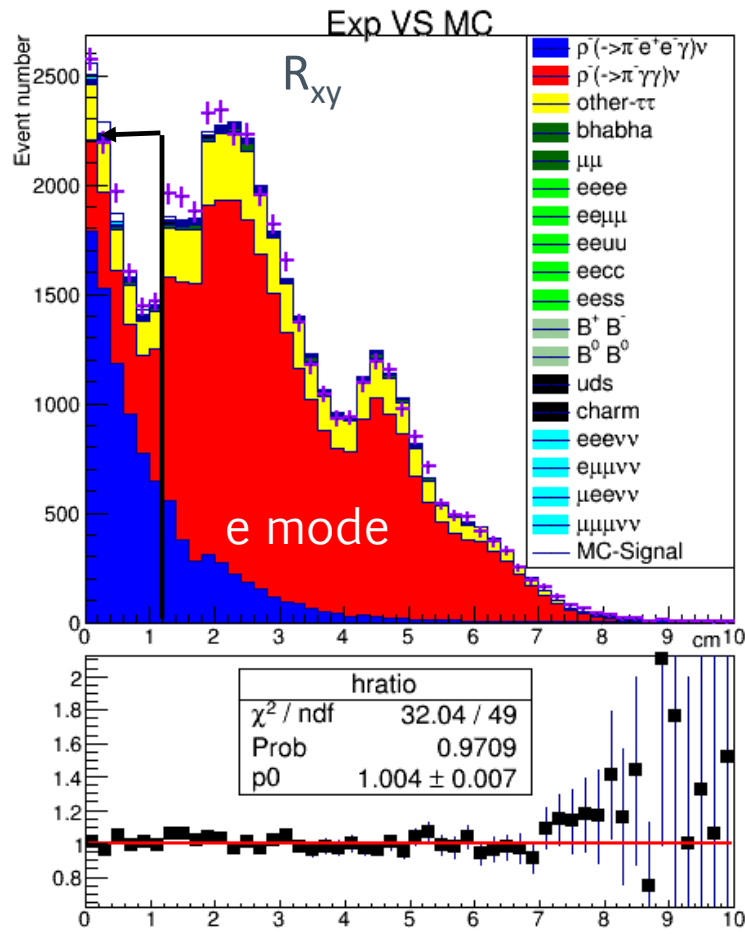 Exp VS MC
Event number
R_xy
ρ⁻(->π⁻e⁺e⁻γ)ν
ρ⁻(->π⁻γγ)ν
other-ττ
bhabha
μμ
eeee
eeμμ
eeuu
eecc
eess
B⁺ B⁻
B⁰ B⁰
uds
charm
eeeνν
eμμνν
μeeνν
μμμνν
MC-Signal
2500
2000
1500
1000
500
0
e mode
0 1 2 3 4 5 6 7 8 9 10
cm
hratio
χ² / ndf 32.04 / 49
Prob 0.9709
p0 1.004 ± 0.007
2
1.8
1.6
1.4
1.2
1
0.8
0 1 2 3 4 5 6 7 8 9 10